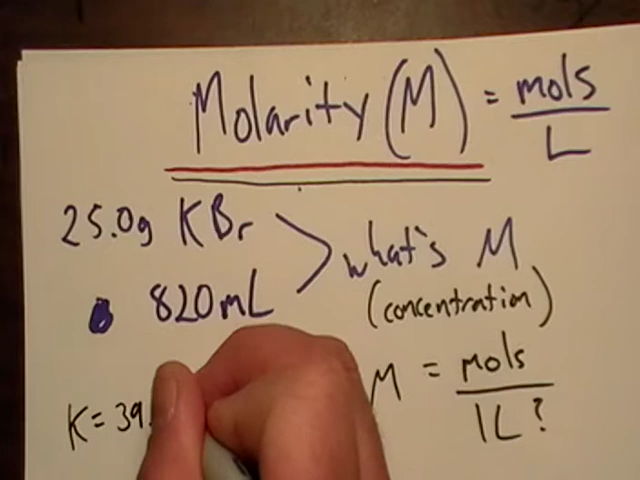 Molarity (M) = mols
L
25.0g KBr
820mL
what's M
(concentration)
M = mols
1L?
K = 39.